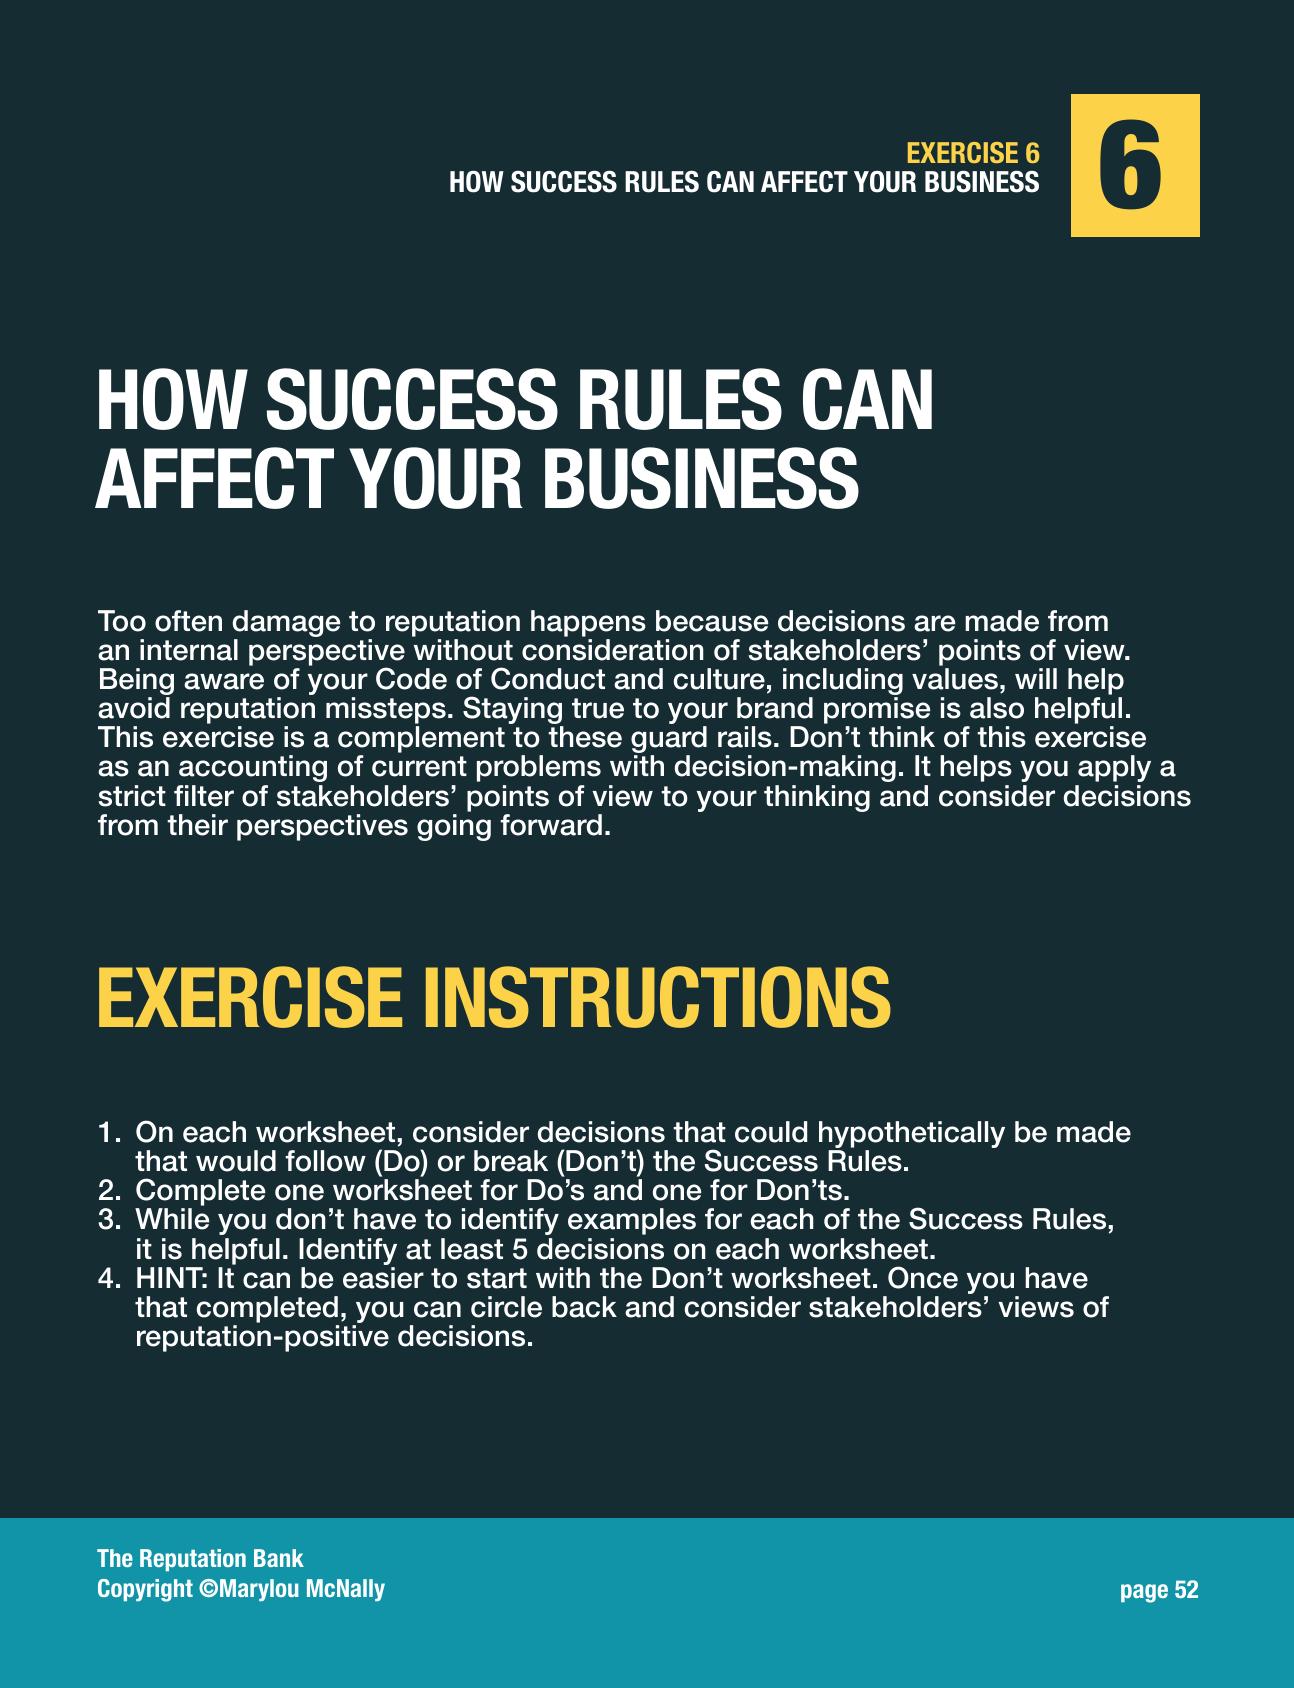 EXERCISE 6
HOW SUCCESS RULES CAN AFFECT YOUR BUSINESS
6
HOW SUCCESS RULES CAN
AFFECT YOUR BUSINESS
Too often damage to reputation happens because decisions are made from
an internal perspective without consideration of stakeholders’ points of view.
Being aware of your Code of Conduct and culture, including values, will help
avoid reputation missteps. Staying true to your brand promise is also helpful.
This exercise is a complement to these guard rails. Don’t think of this exercise
as an accounting of current problems with decision-making. It helps you apply a
strict filter of stakeholders’ points of view to your thinking and consider decisions
from their perspectives going forward.
EXERCISE INSTRUCTIONS
1. On each worksheet, consider decisions that could hypothetically be made
that would follow (Do) or break (Don’t) the Success Rules.
2. Complete one worksheet for Do’s and one for Don’ts.
3. While you don’t have to identify examples for each of the Success Rules,
it is helpful. Identify at least 5 decisions on each worksheet.
4. HINT: It can be easier to start with the Don’t worksheet. Once you have
that completed, you can circle back and consider stakeholders’ views of
reputation-positive decisions.
The Reputation Bank
Copyright ©Marylou McNally
page 52